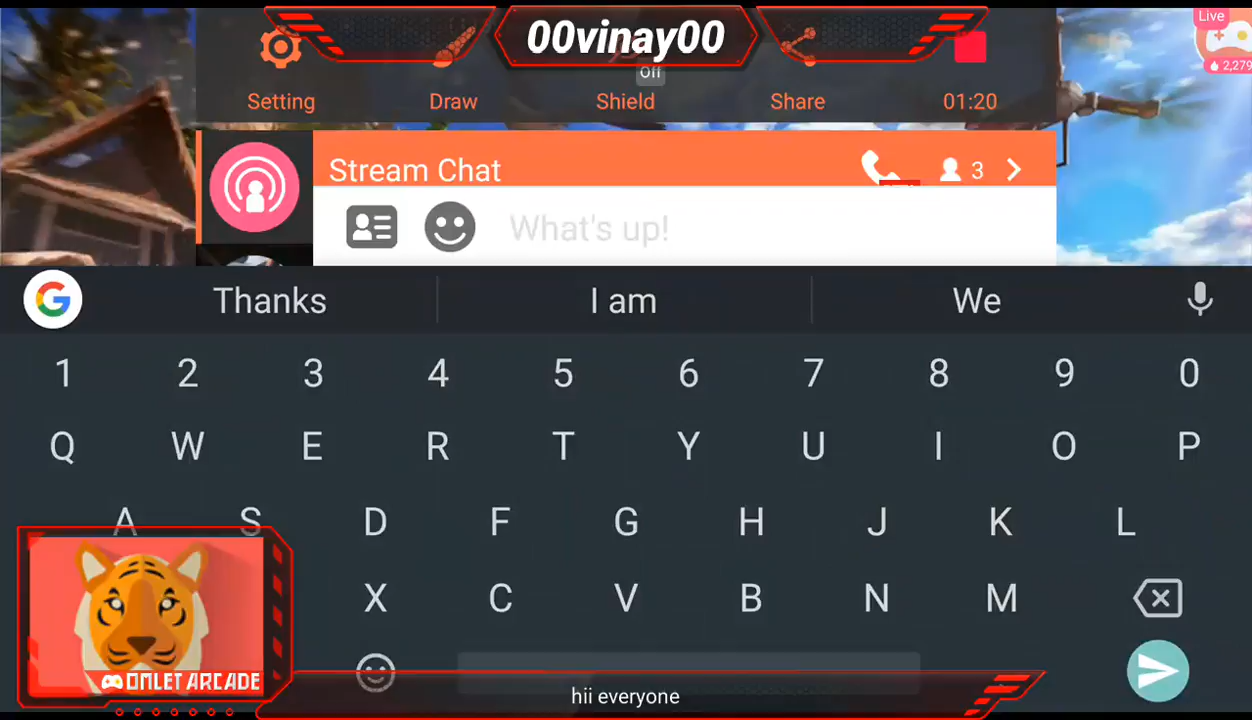 00vinay00
Live
2,279
Off
Setting
Draw
Shield
Share
01:20
Stream Chat
3
What's up!
G
Thanks
I am
We
1 2 3 4 5 6 7 8 9 0
Q W E R T Y U I O P
A S D F G H J K L
X C V B N M
OMLET ARCADE
hii everyone